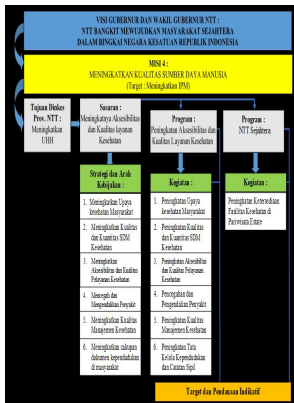 VISI GUBERNUR DAN WAKIL GUBERNUR NTT :
NTT BANGKIT MEWUJUDKAN MASYARAKAT SEJAHTERA
DALAM BINGKAI NEGARA KESATUAN REPUBLIK INDONESIA
MISI 4 :
MENINGKATKAN KUALITAS SUMBER DAYA MANUSIA
(Target : Meningkatkan IPM)
Tujuan Dinkes
Prov. NTT :
Meningkatkan
UHH
Sasaran :
Meningkatnya Aksesibilitas
dan Kualitas layanan
Kesehatan
Program :
Peningkatan Aksesibilitas dan
Kualitas Layanan Kesehatan
Program :
NTT Sejahtera
Strategi dan Arah
Kebijakan :
1. Meningkatkan Upaya
kesehatan Masyarakat
2. Meningkatkan Kualitas
dan Kuantitas SDM
Kesehatan
3. Meningkatkan
Aksesibilitas dan Kualitas
Pelayanan Kesehatan
4. Mencegah dan
Mengendalikan Penyakit
5. Meningkatkan Kualitas
Manajemen Kesehatan
6. Meningkatkan cakupan
dokumen kependudukan
di masyarakat
Kegiatan :
1. Peningkatan Upaya
kesehatan Masyarakat
2. Peningkatan Kualitas
dan Kuantitas SDM
Kesehatan
3. Peningkatan Aksesibilitas
dan Kualitas Pelayanan
Kesehatan
4. Pencegahan dan
Pengendalian Penyakit
5. Peningkatan Kualitas
Manajemen Kesehatan
6. Peningkatan Tata
Kelola Kependudukan
dan Catatan Sipil
Kegiatan :
Peningkatan Ketersediaan
Fasilitas Kesehatan di
Pariwisata Estate
Target dan Pendanaan Indikatif